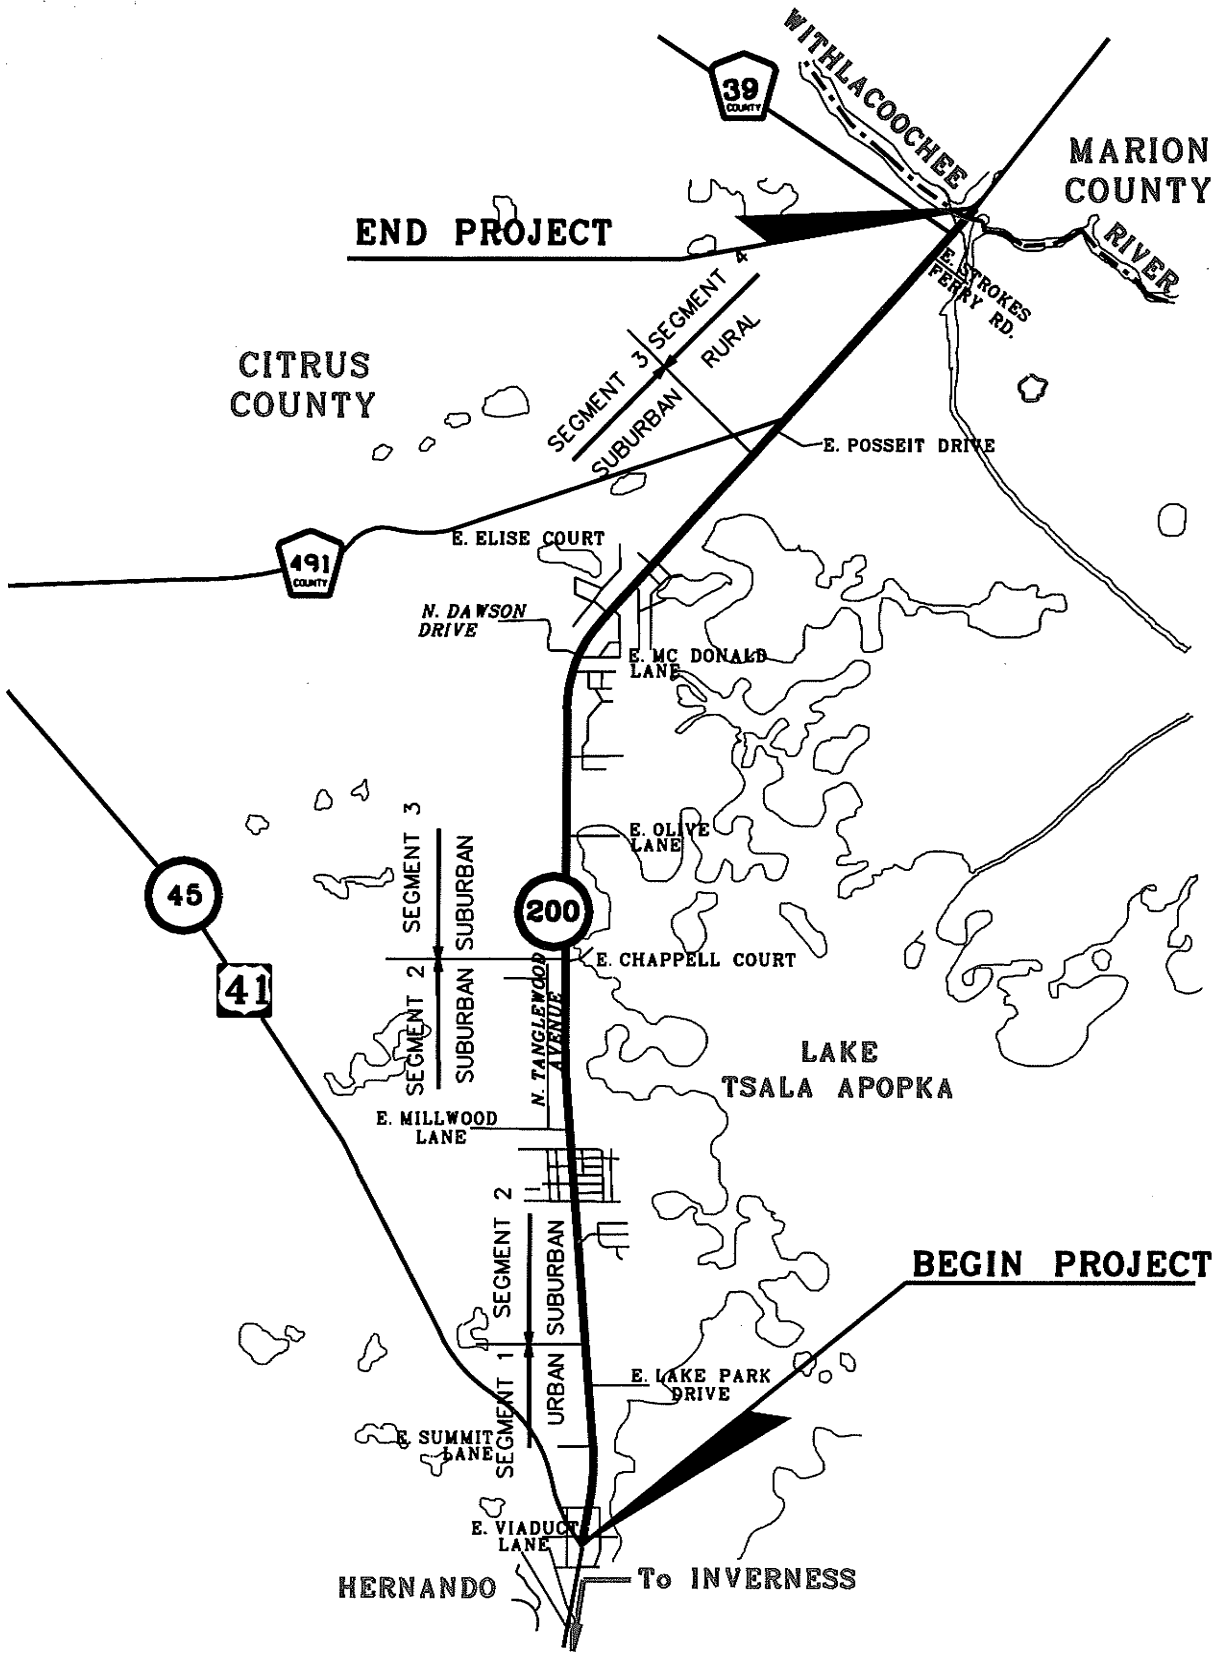 WITHLACOOCHEE
39
COUNTY
MARION
COUNTY
END PROJECT
RIVER
E. STROKES
FERRY RD.
SEGMENT 4
RURAL
SEGMENT 3
SUBURBAN
CITRUS
COUNTY
E. POSSEIT DRIVE
E. ELISE COURT
491
COUNTY
N. DAWSON
DRIVE
E. MC DONALD
LANE
SEGMENT 3
SUBURBAN
E. OLIVE
LANE
45
200
E. CHAPPELL COURT
41
SEGMENT 2
SUBURBAN
N. TANGLEWOOD
AVENUE
LAKE
TSALA APOPKA
E. MILLWOOD
LANE
SEGMENT 2
SUBURBAN
BEGIN PROJECT
SEGMENT 1
URBAN
E. LAKE PARK
DRIVE
E. SUMMIT
LANE
E. VIADUCT
LANE
HERNANDO
To INVERNESS